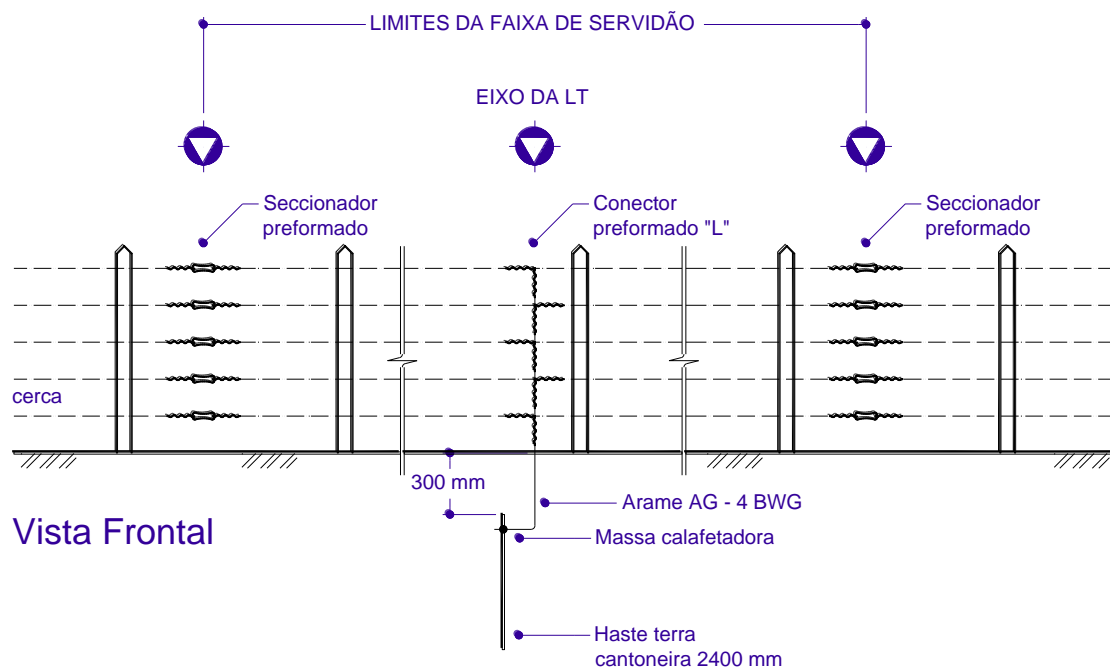 LIMITES DA FAIXA DE SERVIDÃO
EIXO DA LT
Seccionador
preformado
Conector
preformado "L"
Seccionador
preformado
cerca
300 mm
Arame AG - 4 BWG
Vista Frontal
Massa calafetadora
Haste terra
cantoneira 2400 mm